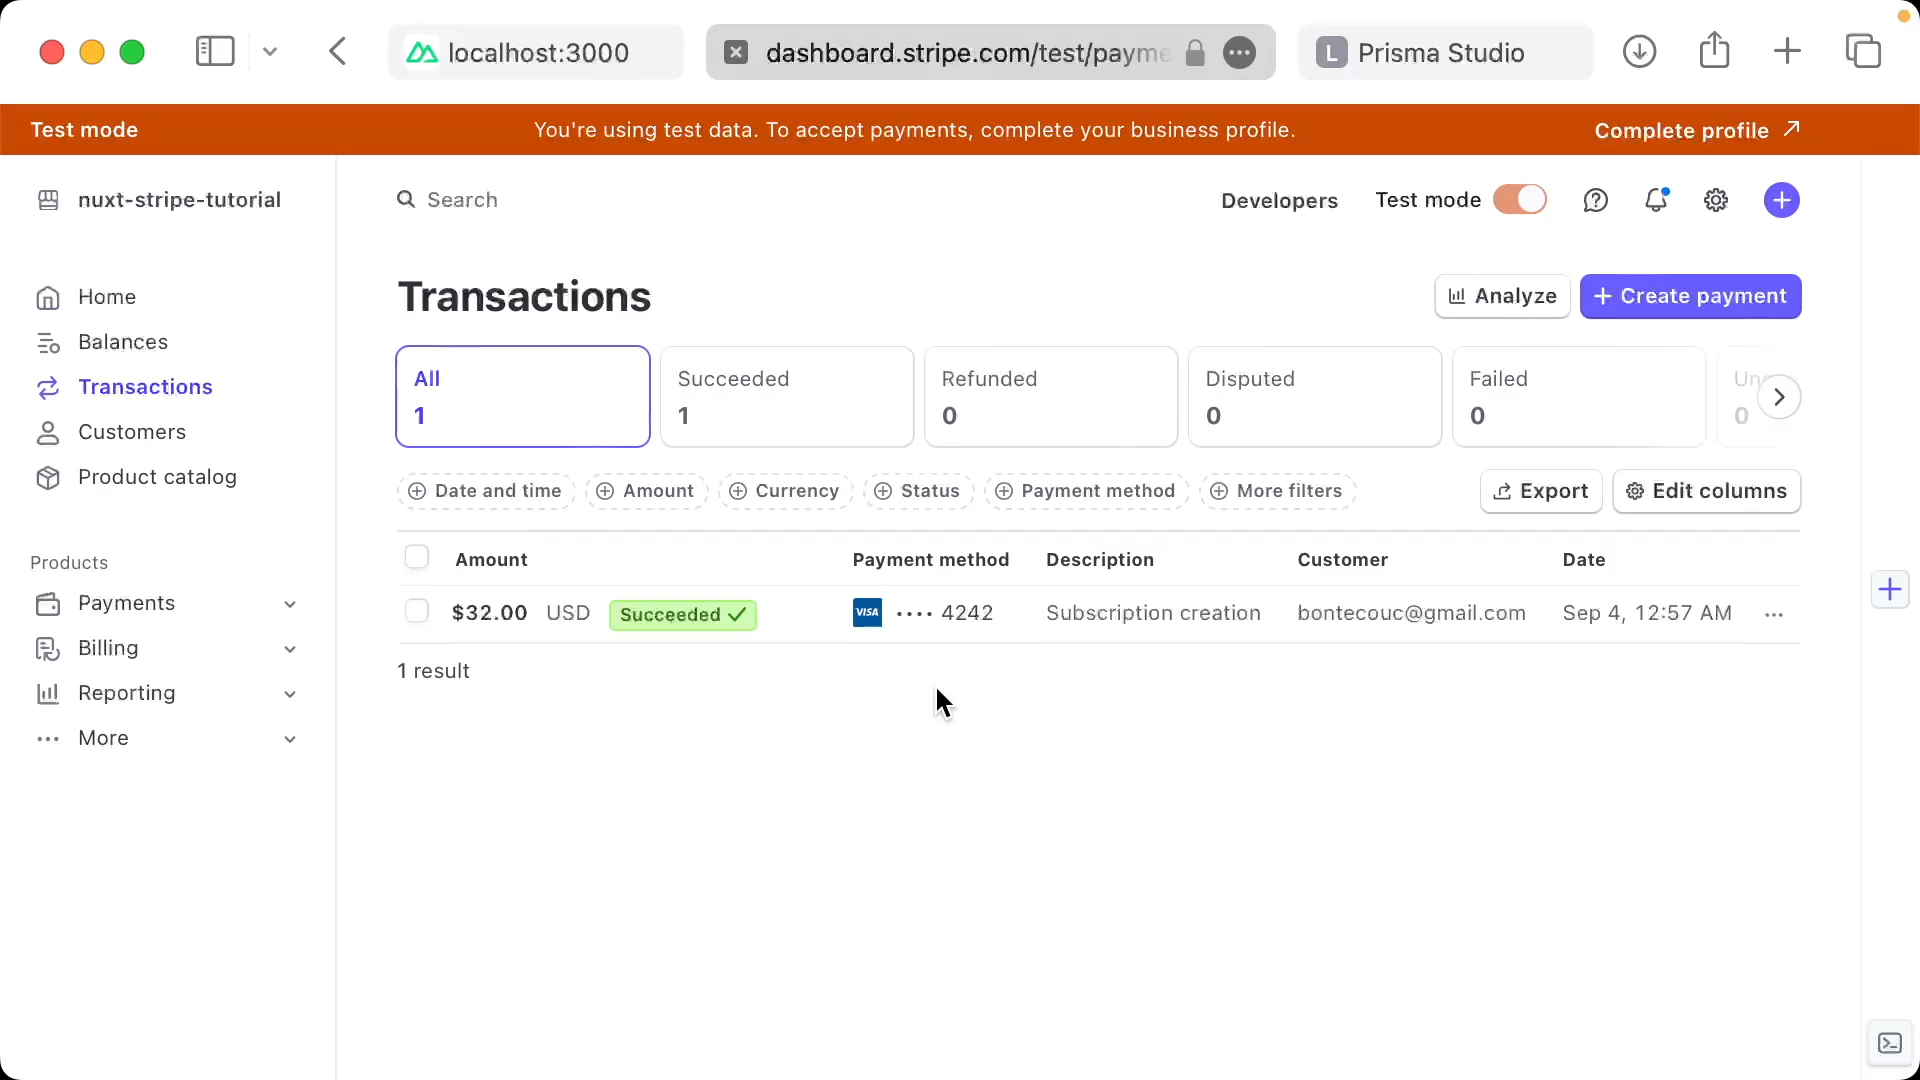 localhost:3000
dashboard.stripe.com/test/payme
L Prisma Studio
Test mode
You're using test data. To accept payments, complete your business profile.
Complete profile
nuxt-stripe-tutorial
Search
Developers
Test mode
Home
Balances
Transactions
Customers
Product catalog
Products
Payments
Billing
Reporting
More
Transactions
Analyze
Create payment
All
1
Succeeded
1
Refunded
0
Disputed
0
Failed
0
0
Date and time
Amount
Currency
Status
Payment method
More filters
Export
Edit columns
Amount Payment method Description Customer Date
$32.00 USD Succeeded VISA •••• 4242 Subscription creation bontecouc@gmail.com Sep 4, 12:57 AM
1 result